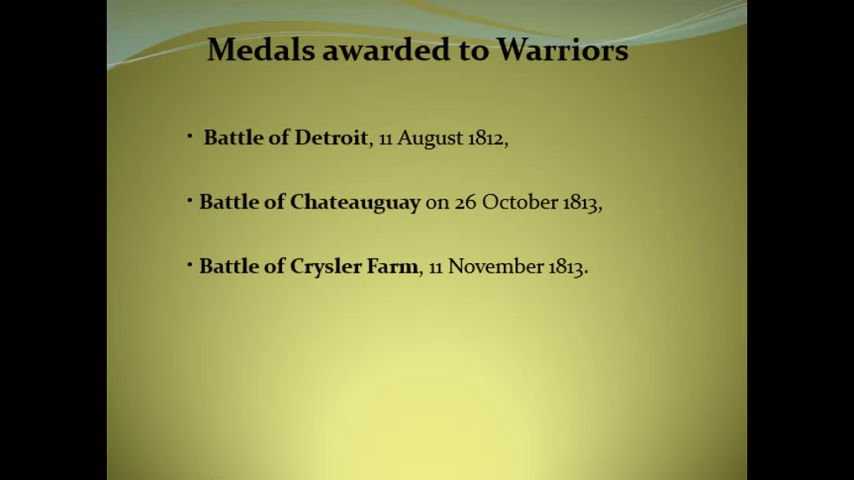 Medals awarded to Warriors
• Battle of Detroit, 11 August 1812,
• Battle of Chateauguay on 26 October 1813,
• Battle of Crysler Farm, 11 November 1813.